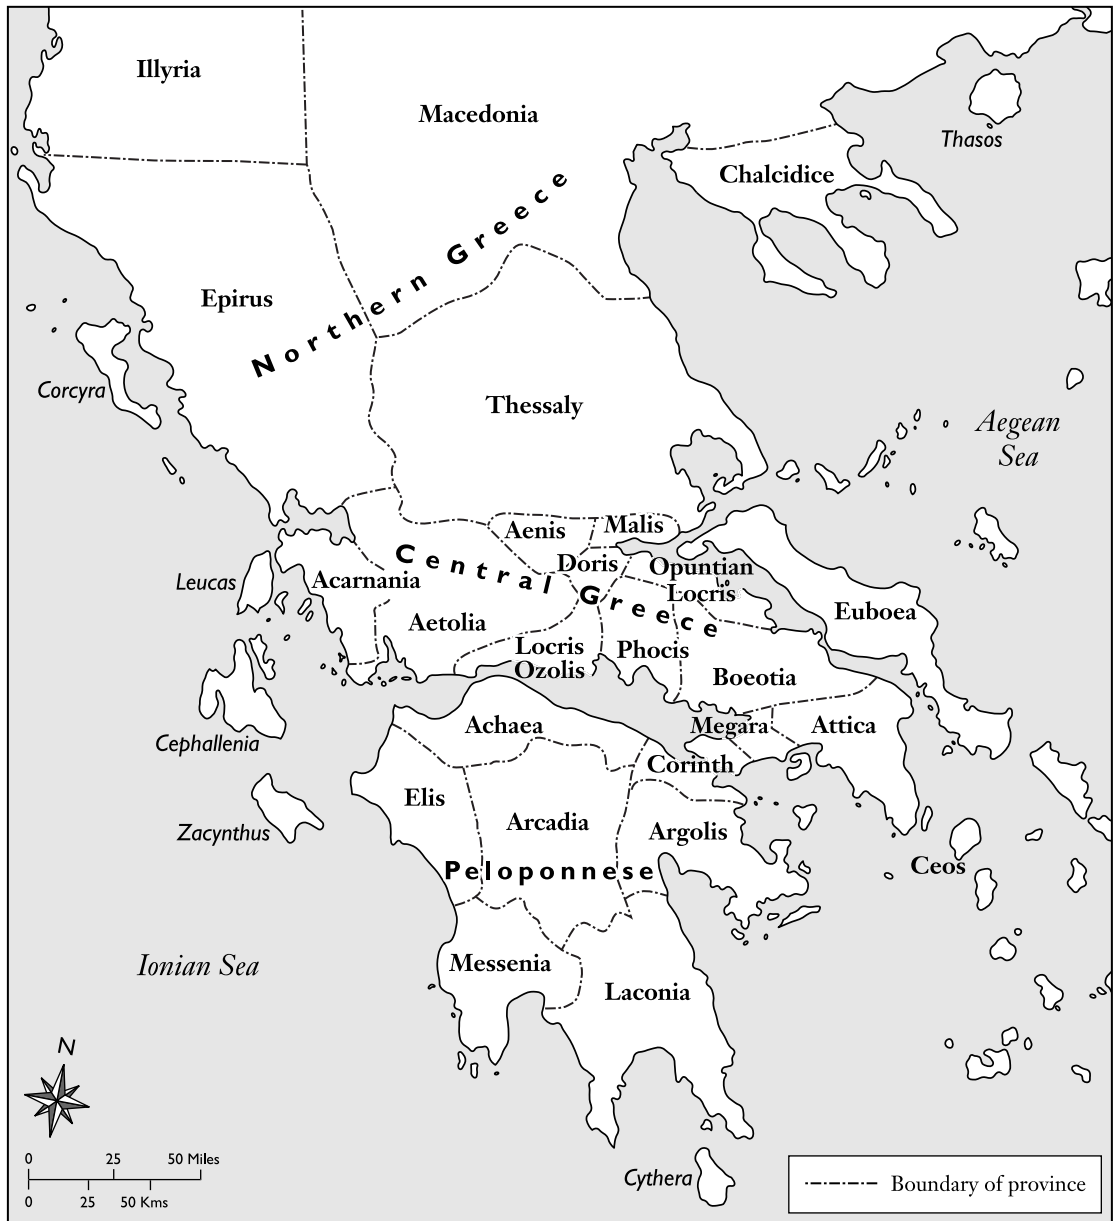 Illyria
Macedonia
Thasos
Chalcidice
Northern Greece
Epirus
Corcyra
Thessaly
Aegean
Sea
Aenis
Malis
Central Greece
Doris
Opuntian
Locris
Leucas
Acarnania
Euboea
Aetolia
Locris
Ozolis
Phocis
Boeotia
Cephallenia
Achaea
Megara
Attica
Corinth
Elis
Zacynthus
Arcadia
Argolis
Peloponnese
Ceos
Ionian Sea
Messenia
Laconia
N
0 25 50 Miles
0 25 50 Kms
Cythera
Boundary of province